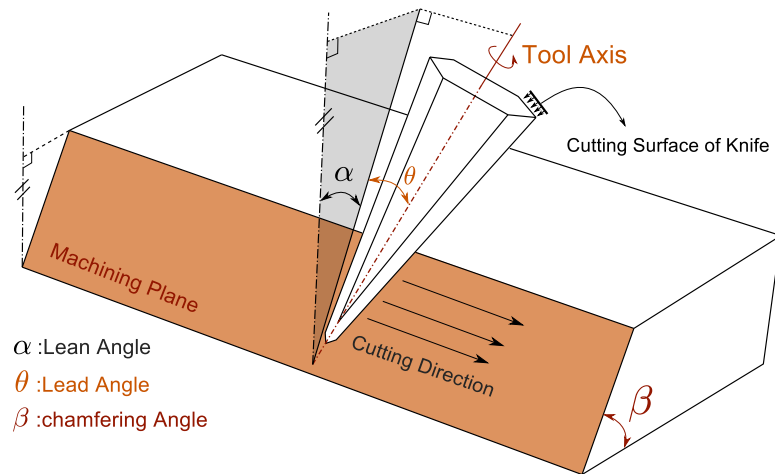 Tool Axis
Cutting Surface of Knife
α
θ
Machining Plane
Cutting Direction
β
α :Lean Angle
θ :Lead Angle
β :chamfering Angle